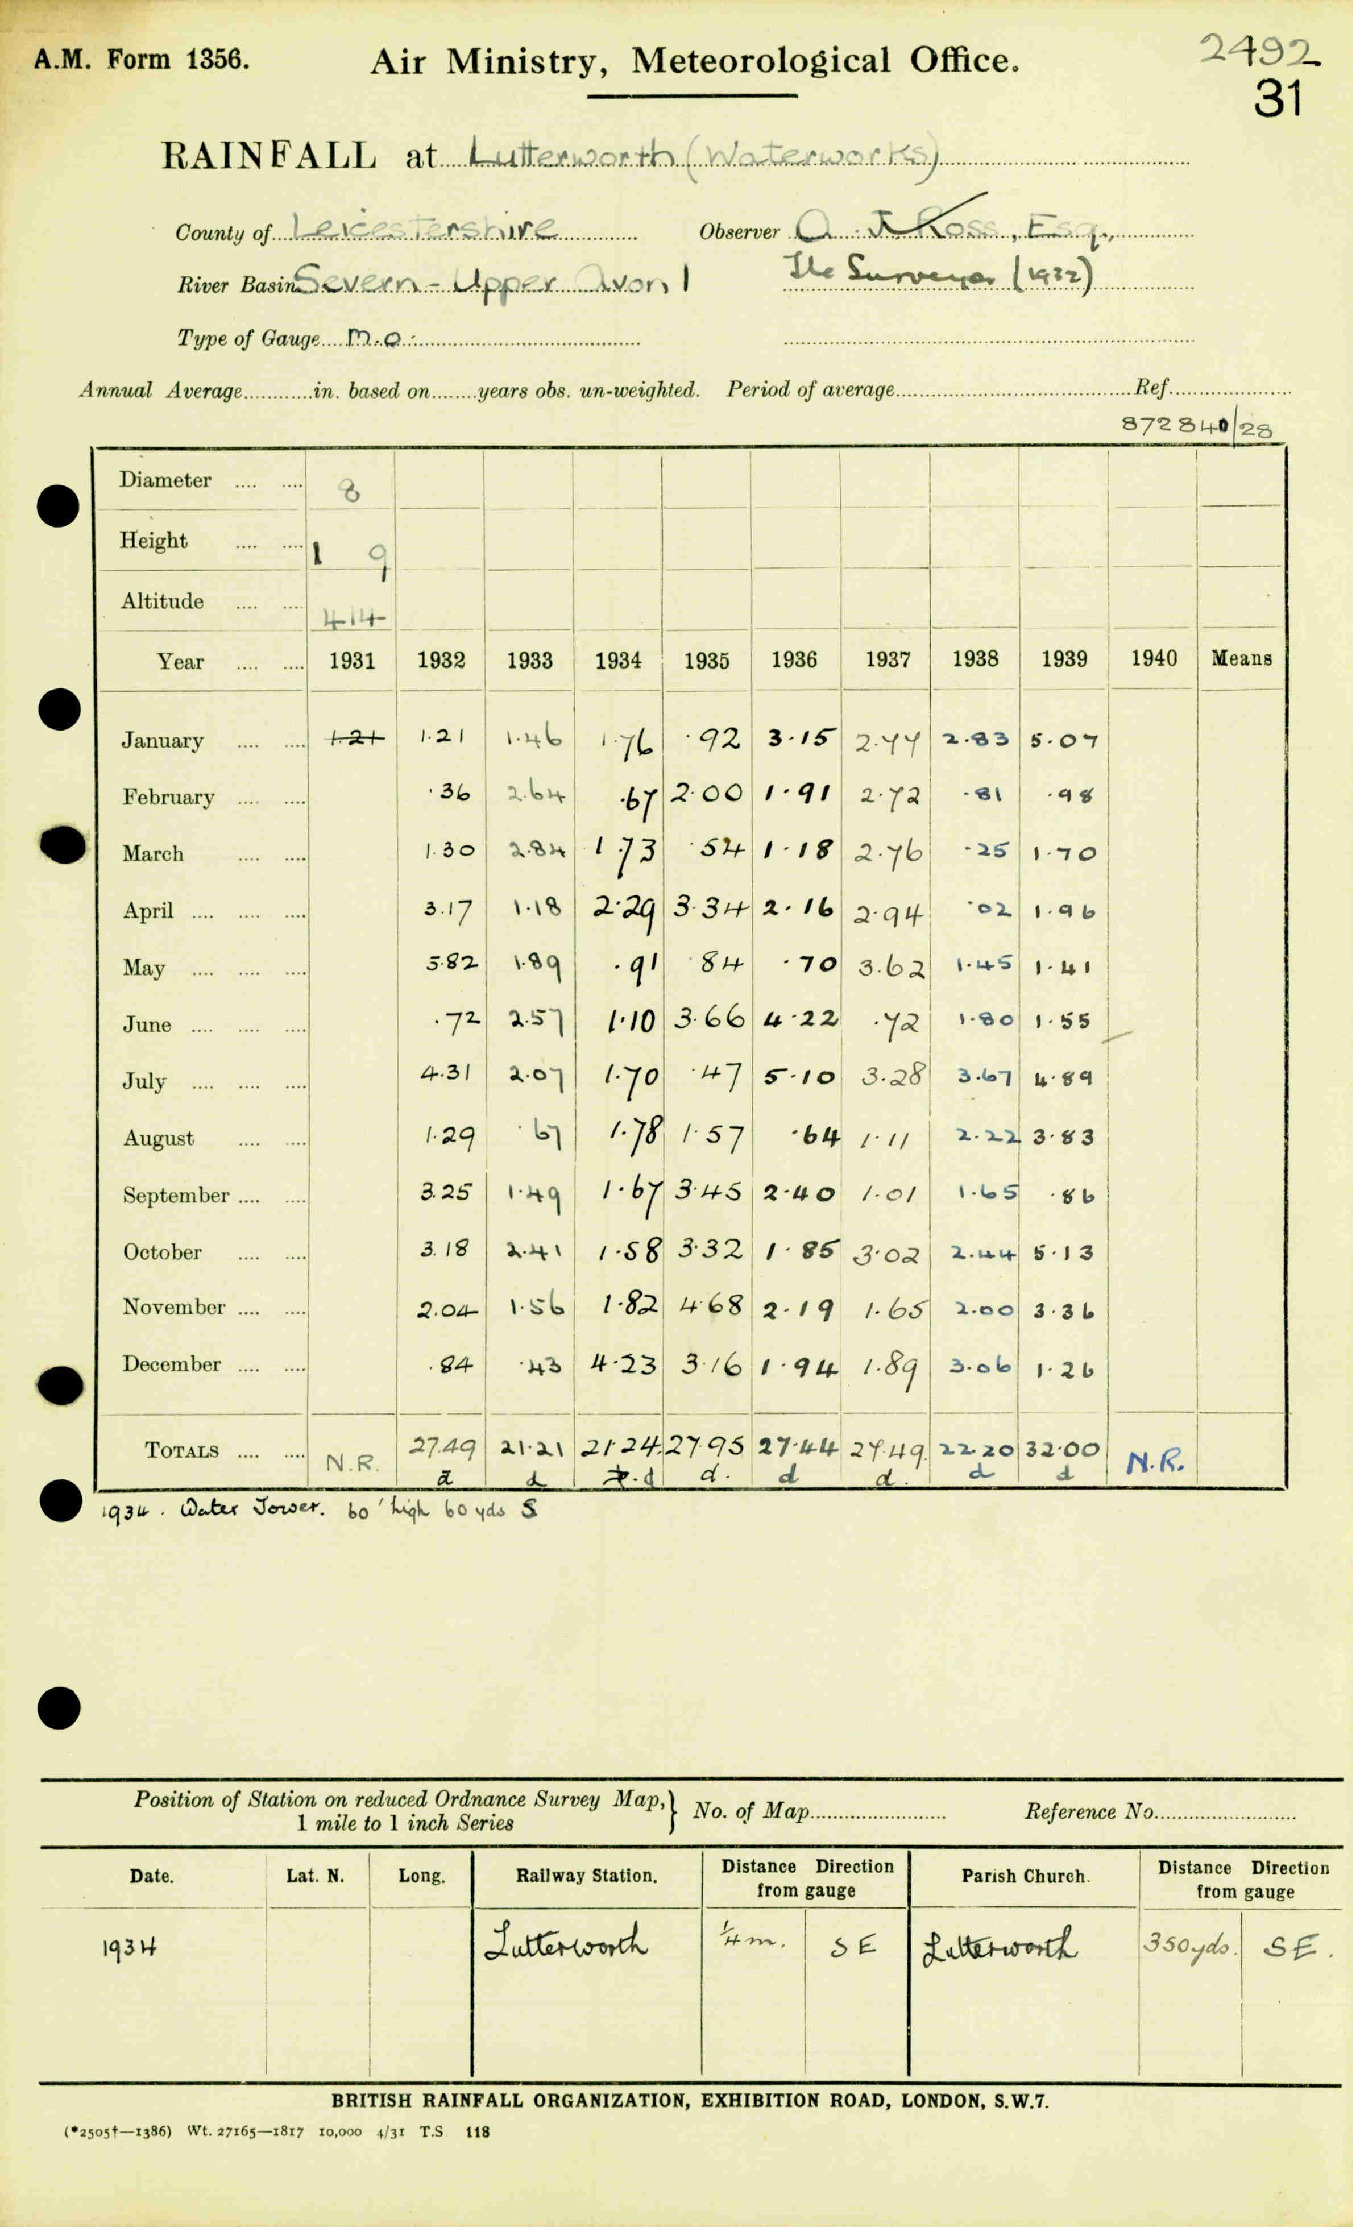 A.M. Form 1356. Air Ministry, Meteorological Office. 2492
31
RAINFALL at Lutterworth (Waterworks)
County of Leicestershire Observer A. J. Ross, Esq.,
River Basin Severn - Upper Avon 1 The Surveyor (1932)
Type of Gauge M.O.
Annual Average in. based on years obs. un-weighted. Period of average Ref.
872840/28
Diameter 8
Height 1 9
Altitude 414
Year 1931 1932 1933 1934 1935 1936 1937 1938 1939 1940 Means
January 1.21 1.21 1.46 1.76 .92 3.15 2.77 2.83 5.07
February .36 2.64 .67 2.00 1.91 2.72 .81 .98
March 1.30 2.84 1.73 .54 1.18 2.76 .25 1.70
April 3.17 1.18 2.29 3.34 2.16 2.94 .02 1.96
May 5.82 1.89 .91 .84 .70 3.62 1.45 1.41
June .72 2.57 1.10 3.66 4.22 .72 1.80 1.55
July 4.31 2.07 1.70 .47 5.10 3.28 3.67 4.89
August 1.29 .67 1.78 1.57 .64 1.11 2.22 3.83
September 3.25 1.49 1.67 3.45 2.40 1.01 1.65 .86
October 3.18 2.41 1.58 3.32 1.85 3.02 2.44 5.13
November 2.04 1.56 1.82 4.68 2.19 1.65 2.00 3.36
December .84 .43 4.23 3.16 1.94 1.89 3.06 1.26
TOTALS N.R. 27.49 21.21 21.24 27.95 27.44 27.49 22.20 32.00 N.R.
d d d d. d d. d d
1934. Water Tower. 60' high 60 yds S
Position of Station on reduced Ordnance Survey Map, No. of Map Reference No.
1 mile to 1 inch Series
Date. Lat. N. Long. Railway Station. Distance Direction from gauge Parish Church. Distance Direction from gauge
1934 Lutterworth ¼ m. SE Lutterworth 350 yds. SE.
BRITISH RAINFALL ORGANIZATION, EXHIBITION ROAD, LONDON, S.W.7.
(*2505†—1386) Wt. 27165—1817 10,000 4/31 T.S. 118